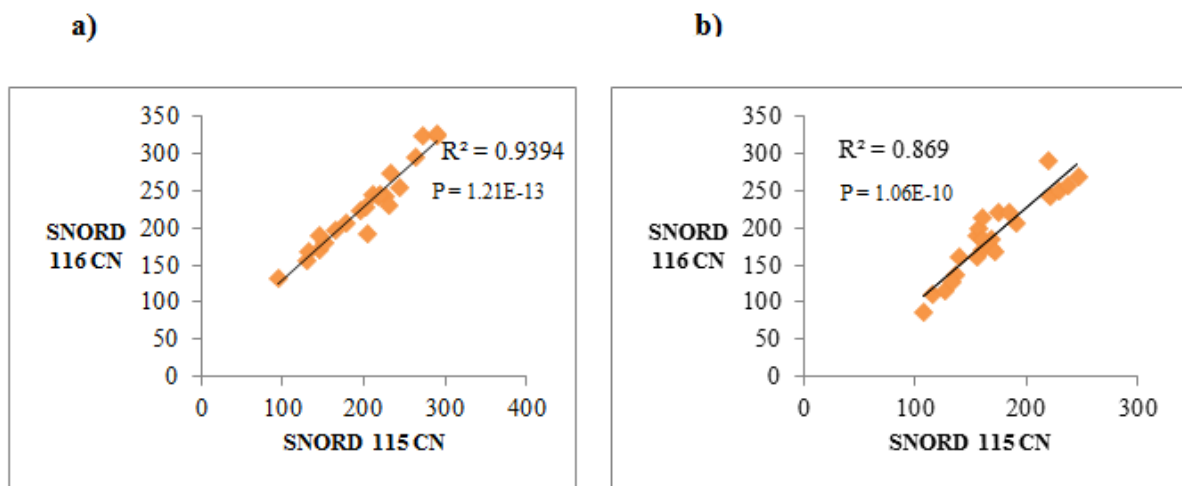 a)
350
300
250
200
150
100
50
0
R² = 0.9394
P = 1.21E-13
SNORD
116 CN
0 100 200 300 400
SNORD 115 CN
b)
350
300
250
200
150
100
50
0
R² = 0.869
P = 1.06E-10
SNORD
116 CN
0 100 200 300
SNORD 115 CN